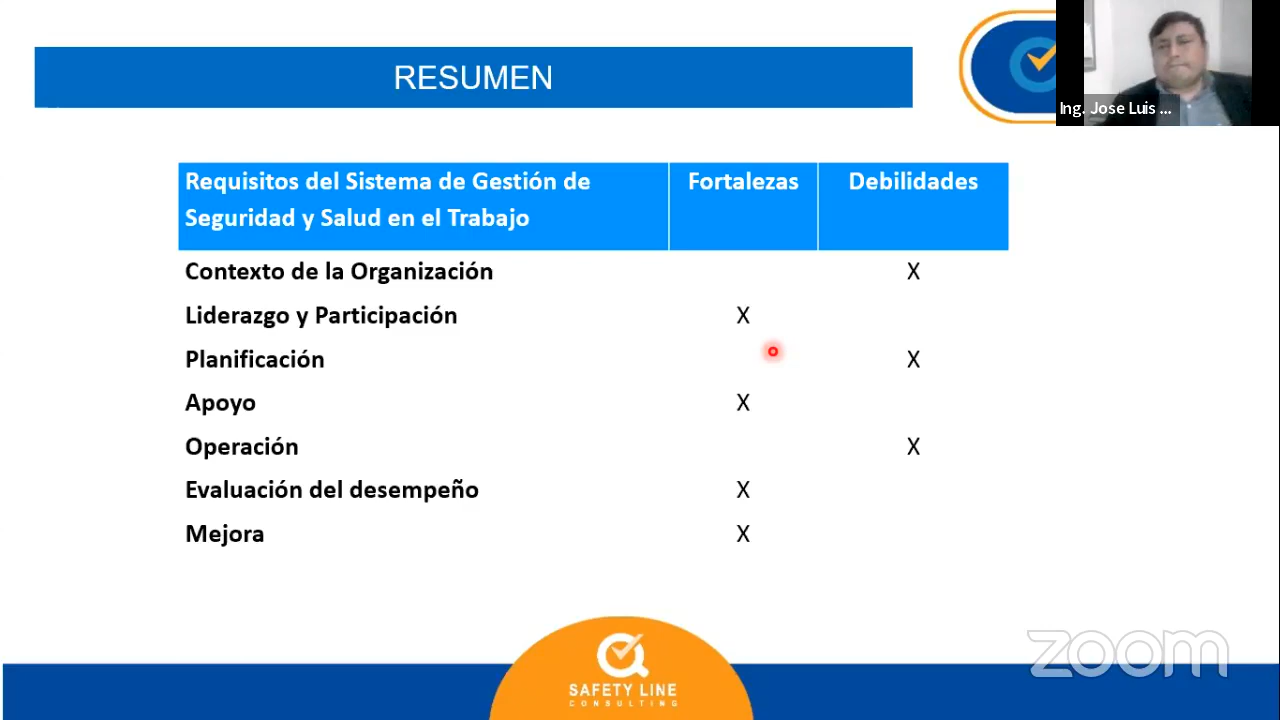 RESUMEN
Ing. Jose Luis ...
Requisitos del Sistema de Gestión de
Seguridad y Salud en el Trabajo
Fortalezas
Debilidades
Contexto de la Organización X
Liderazgo y Participación X
Planificación X
Apoyo X
Operación X
Evaluación del desempeño X
Mejora X
SAFETY LINE
CONSULTING
zoom